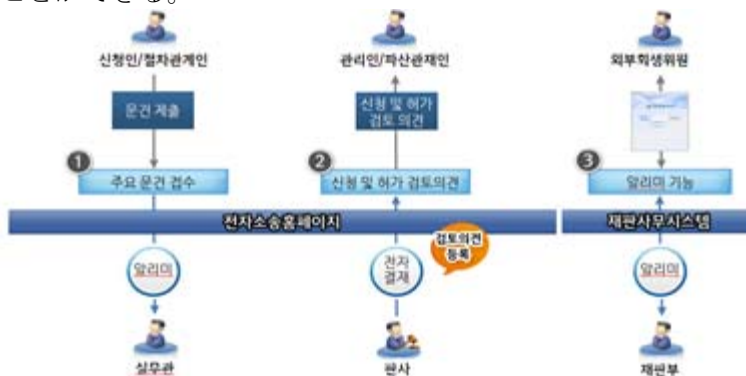 신청인/절차관계인
관리인/파산관재인
외부회생위원
문건 제출
신청 및 허가
검토 의견
1
주요 문건 접수
2
신청 및 허가 검토의견
3
알리미 기능
전자소송홈페이지
재판사무시스템
검토의견
등록
알리미
전자
결재
알리미
실무관
판사
재판부